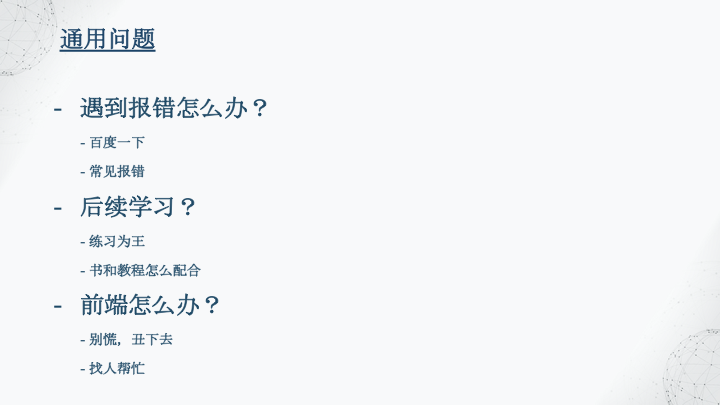 通用问题
- 遇到报错怎么办？
- 百度一下
- 常见报错
- 后续学习？
- 练习为王
- 书和教程怎么配合
- 前端怎么办？
- 别慌，丑下去
- 找人帮忙